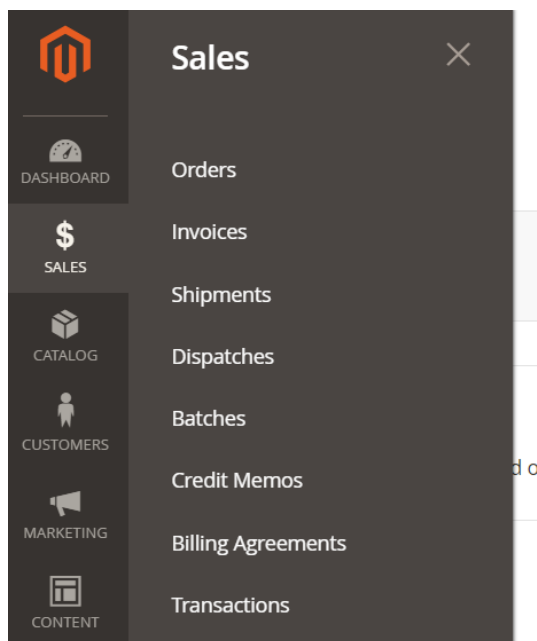 Sales
DASHBOARD
SALES
CATALOG
CUSTOMERS
MARKETING
CONTENT
Orders
Invoices
Shipments
Dispatches
Batches
Credit Memos
Billing Agreements
Transactions